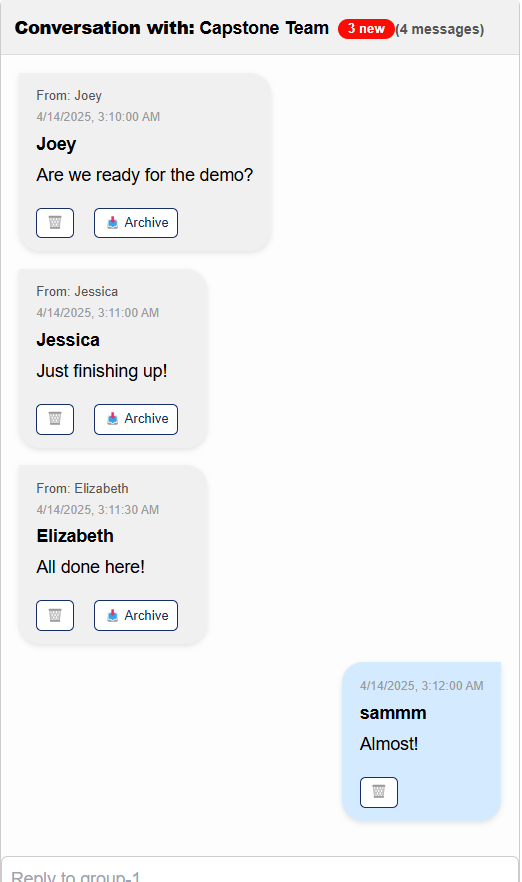 Conversation with: Capstone Team 3 new (4 messages)
From: Joey
4/14/2025, 3:10:00 AM
Joey
Are we ready for the demo?
Archive
From: Jessica
4/14/2025, 3:11:00 AM
Jessica
Just finishing up!
Archive
From: Elizabeth
4/14/2025, 3:11:30 AM
Elizabeth
All done here!
Archive
4/14/2025, 3:12:00 AM
sammm
Almost!
Reply to group-1